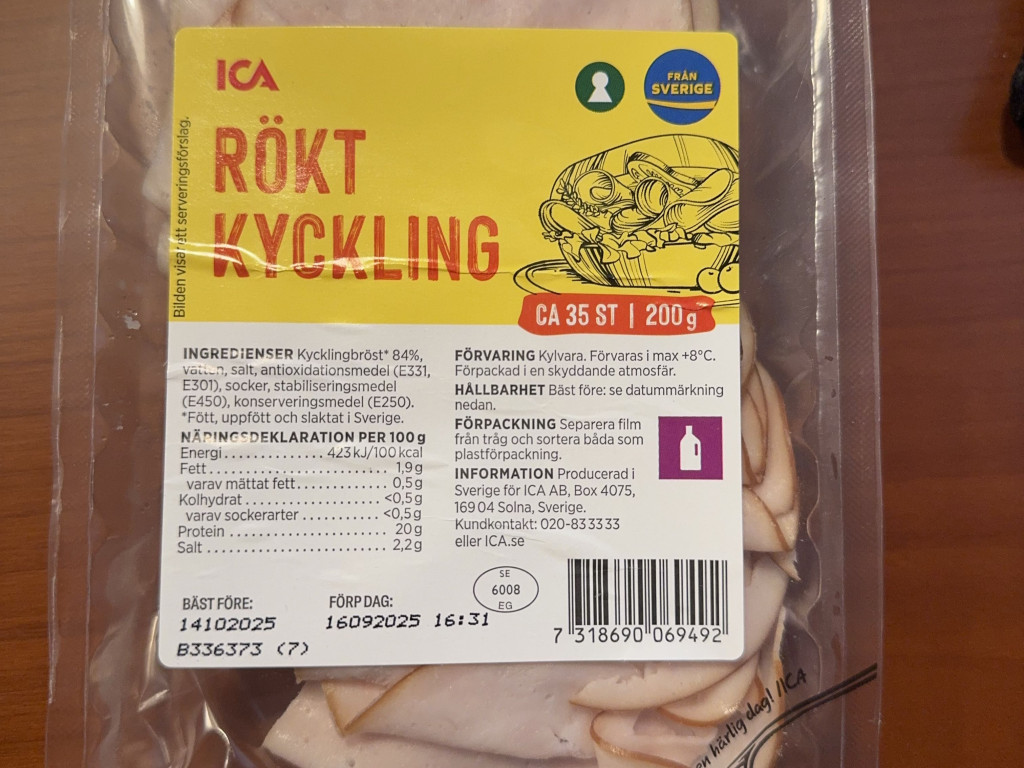 ICA
FRÅN
SVERIGE
RÖKT
KYCKLING
Bilden visar ett serveringsförslag.
CA 35 ST | 200 g
INGREDIENSER Kycklingbröst* 84%,
vatten, salt, antioxidationsmedel (E331,
E301), socker, stabiliseringsmedel
(E450), konserveringsmedel (E250).
*Fött, uppfött och slaktat i Sverige.
NÄRINGSDEKLARATION PER 100 g
Energi ............. 423 kJ/100 kcal
Fett ............................ 1,9 g
varav mättat fett .............. 0,5 g
Kolhydrat ..................... <0,5 g
varav sockerarter ............. <0,5 g
Protein ......................... 20 g
Salt ............................ 2,2 g
FÖRVARING Kylvara. Förvaras i max +8°C.
Förpackad i en skyddande atmosfär.
HÅLLBARHET Bäst före: se datummärkning
nedan.
FÖRPACKNING Separera film
från tråg och sortera båda som
plastförpackning.
INFORMATION Producerad i
Sverige för ICA AB, Box 4075,
169 04 Solna, Sverige.
Kundkontakt: 020-83 33 33
eller ICA.se
BÄST FÖRE:
14102025
B336373 (7)
FÖRP DAG:
16092025 16:31
SE
6008
EG
7 318690 069492
en härlig dag! /ICA